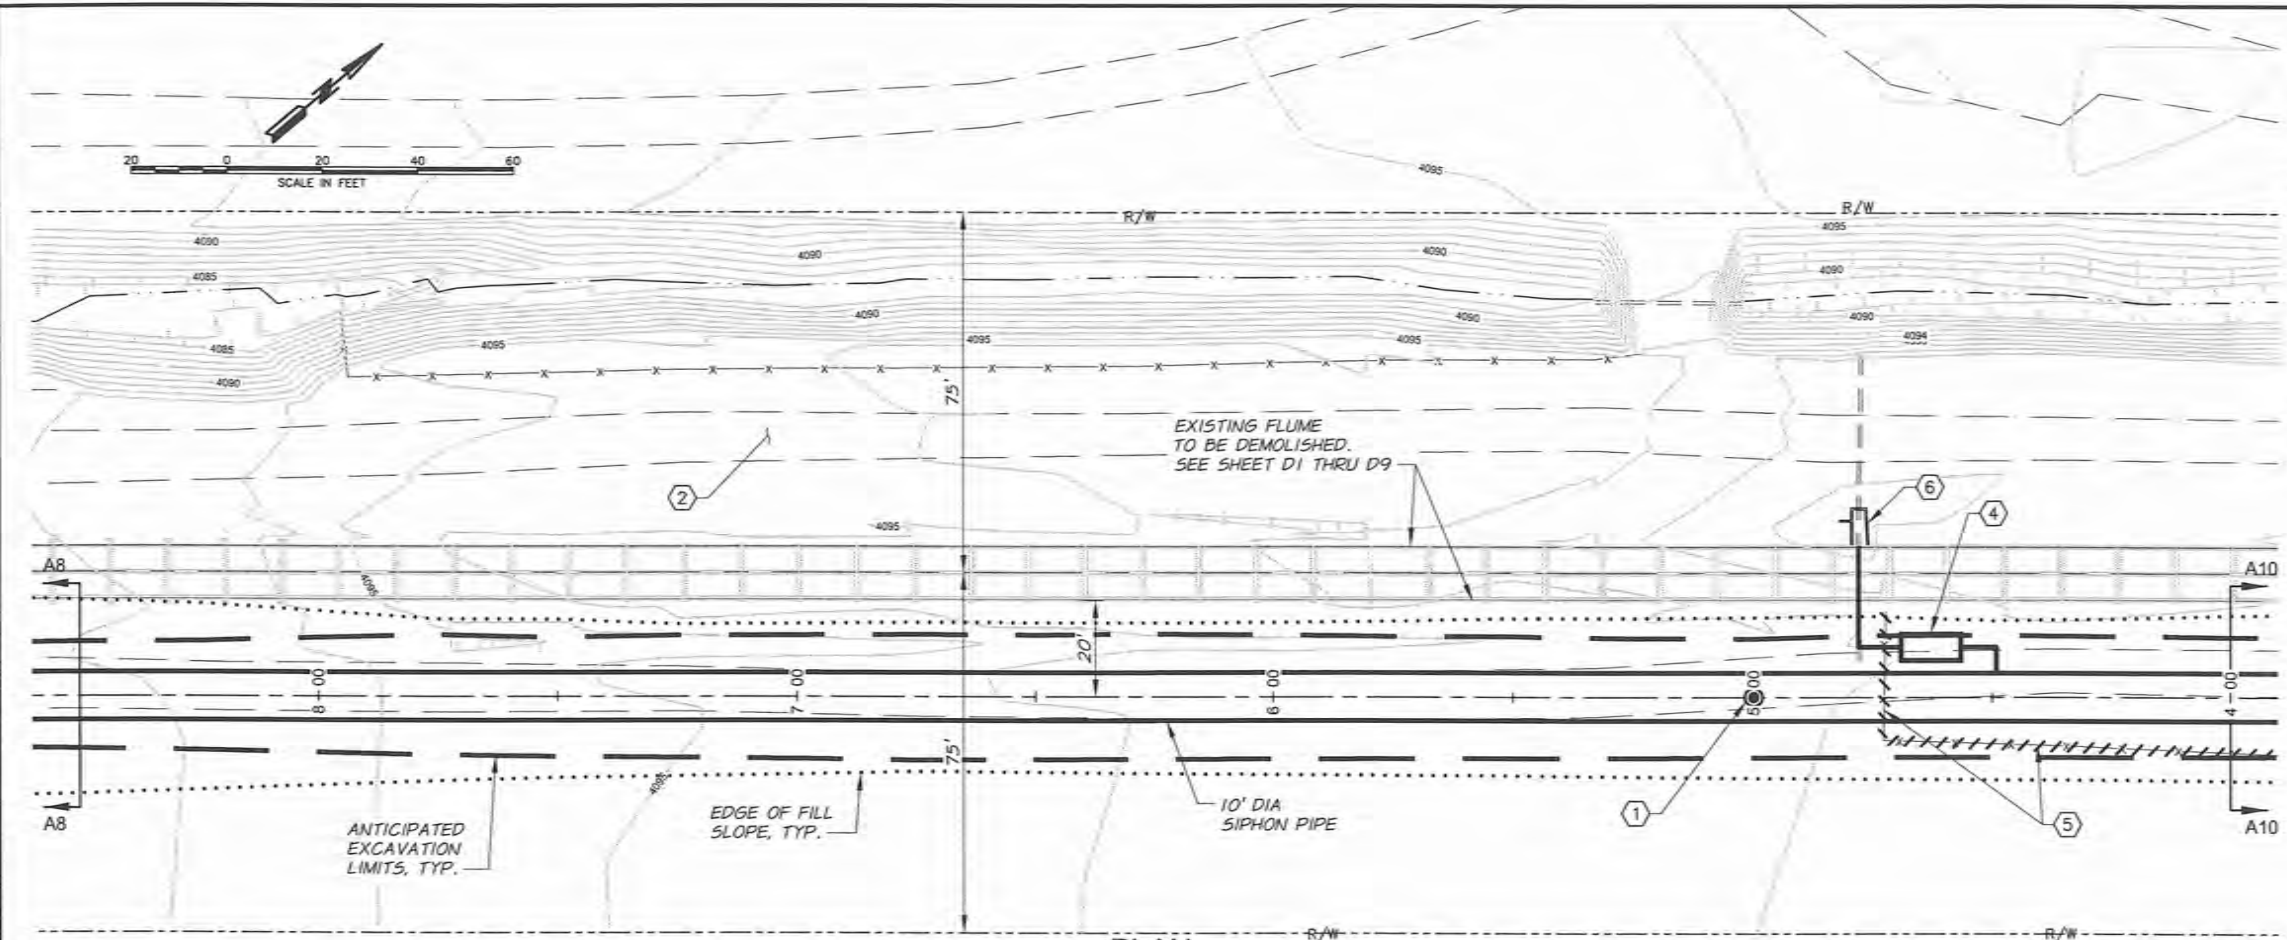 N
20 0 20 40 60
SCALE IN FEET
4095
R/W
R/W
4090
4090
4090
4095
4085
4090
4090
4090
4090
4085
4095
4095
4095
4094
4090
75'
EXISTING FLUME
TO BE DEMOLISHED.
SEE SHEET D1 THRU D9
2
6
4
4095
A8
A10
4095
20'
8+00
7+00
6+00
5+00
4+00
75'
4095
A8
ANTICIPATED
EXCAVATION
LIMITS, TYP.
EDGE OF FILL
SLOPE, TYP.
10' DIA
SIPHON PIPE
1
5
A10
R/W
R/W